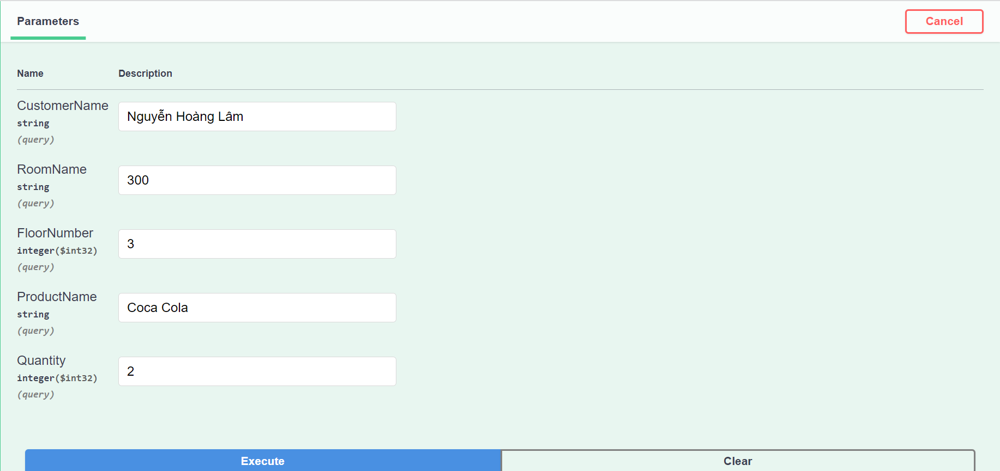 Parameters
Cancel
Name Description
CustomerName
string
(query)
Nguyễn Hoàng Lâm
RoomName
string
(query)
300
FloorNumber
integer($int32)
(query)
3
ProductName
string
(query)
Coca Cola
Quantity
integer($int32)
(query)
2
Execute Clear